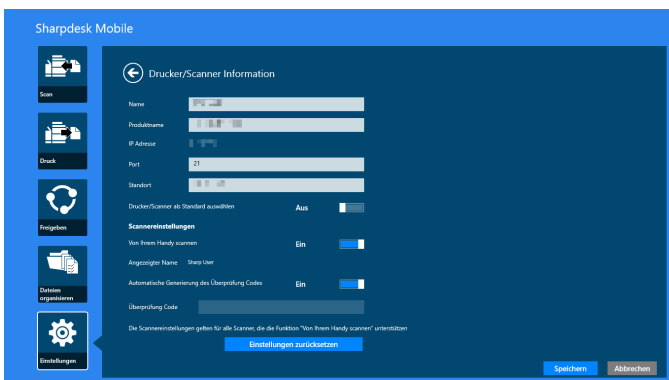 Sharpdesk Mobile
Scan
Druck
Freigeben
Dateien
organisieren
Einstellungen
Drucker/Scanner Information
Name
Produktname
IP Adresse
Port 21
Standort
Drucker/Scanner als Standard auswählen Aus
Scannereinstellungen
Von Ihrem Handy scannen Ein
Angezeigter Name Sharp User
Automatische Generierung des Überprüfung Codes Ein
Überprüfung Code
Die Scannereinstellungen gelten für alle Scanner, die die Funktion "Von Ihrem Handy scannen" unterstützen
Einstellungen zurücksetzen
Speichern Abbrechen